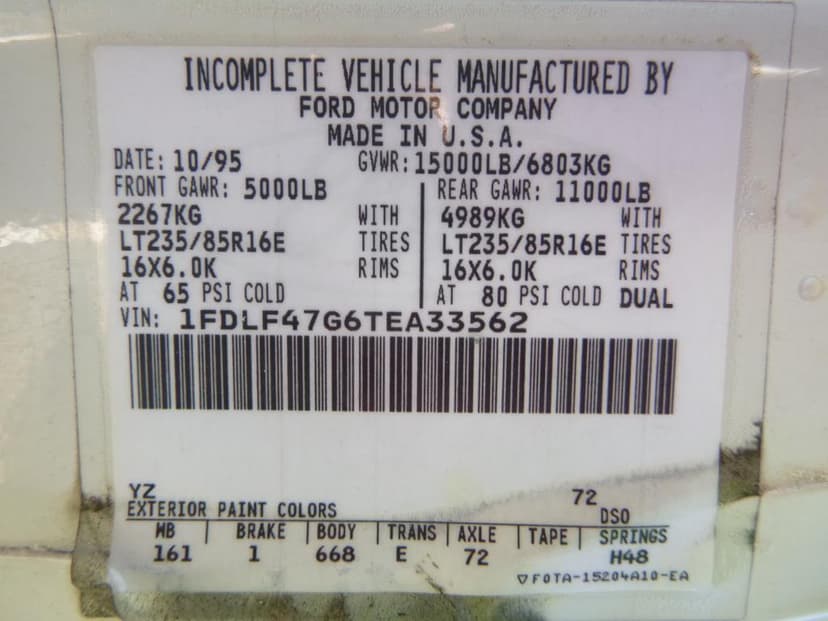 INCOMPLETE VEHICLE MANUFACTURED BY
FORD MOTOR COMPANY
MADE IN U.S.A.
DATE: 10/95 GVWR: 15000LB/6803KG
FRONT GAWR: 5000LB REAR GAWR: 11000LB
2267KG WITH 4989KG WITH
LT235/85R16E TIRES LT235/85R16E TIRES
16X6.0K RIMS 16X6.0K RIMS
AT 65 PSI COLD AT 80 PSI COLD DUAL
VIN: 1FDLF47G6TEA33562
YZ 72
EXTERIOR PAINT COLORS DSO
WB BRAKE BODY TRANS AXLE TAPE SPRINGS
161 1 668 E 72 H48
▽F0TA-15204A10-EA